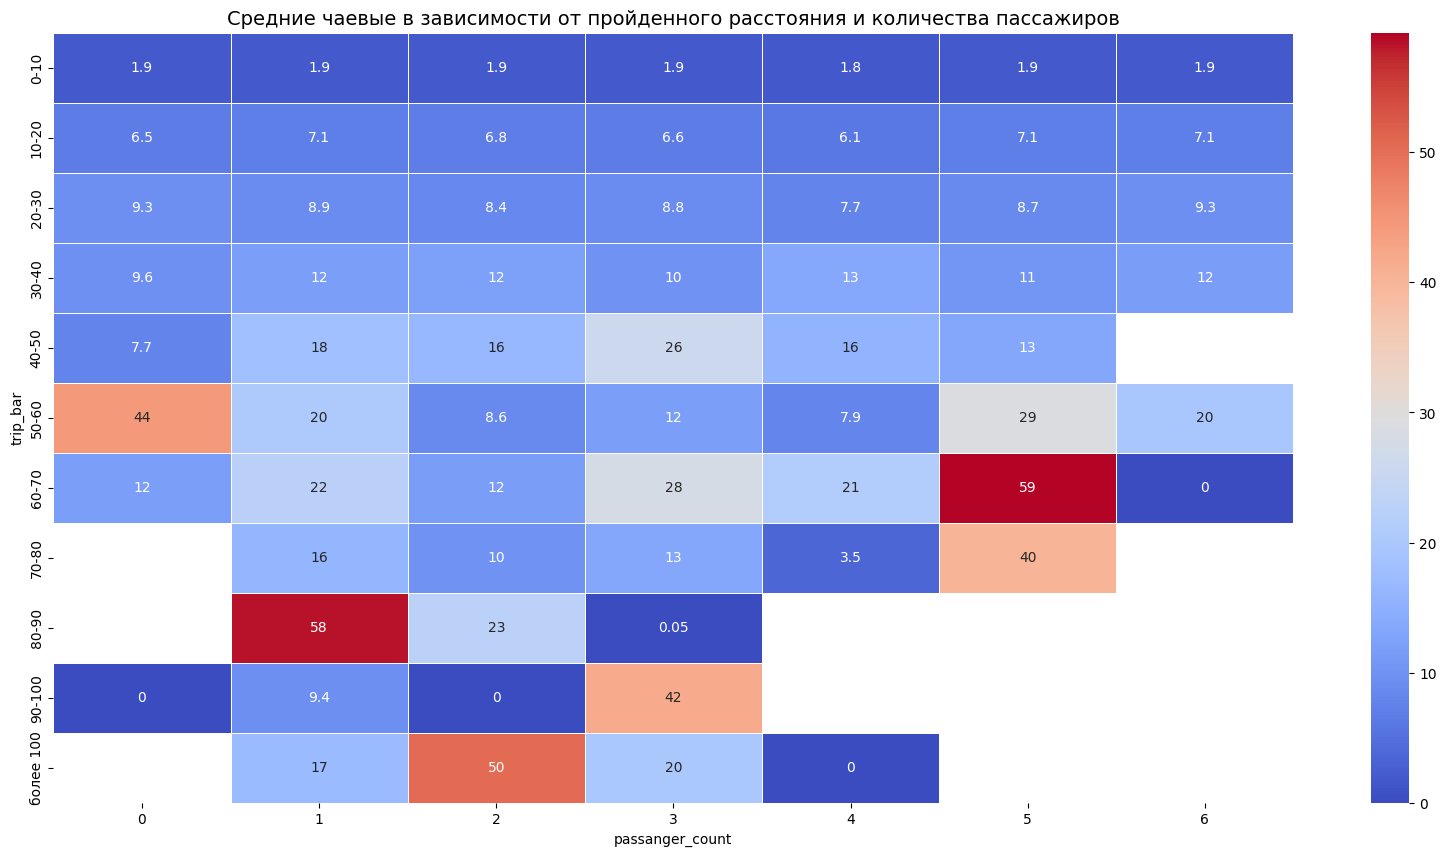 Средние чаевые в зависимости от пройденного расстояния и количества пассажиров
0-10 1.9 1.9 1.9 1.9 1.8 1.9 1.9
10-20 6.5 7.1 6.8 6.6 6.1 7.1 7.1
20-30 9.3 8.9 8.4 8.8 7.7 8.7 9.3
30-40 9.6 12 12 10 13 11 12
40-50 7.7 18 16 26 16 13
50-60 44 20 8.6 12 7.9 29 20
60-70 12 22 12 28 21 59 0
70-80 16 10 13 3.5 40
80-90 58 23 0.05
90-100 0 9.4 0 42
более 100 17 50 20 0
trip_bar
0 1 2 3 4 5 6
passanger_count
50
40
30
20
10
0